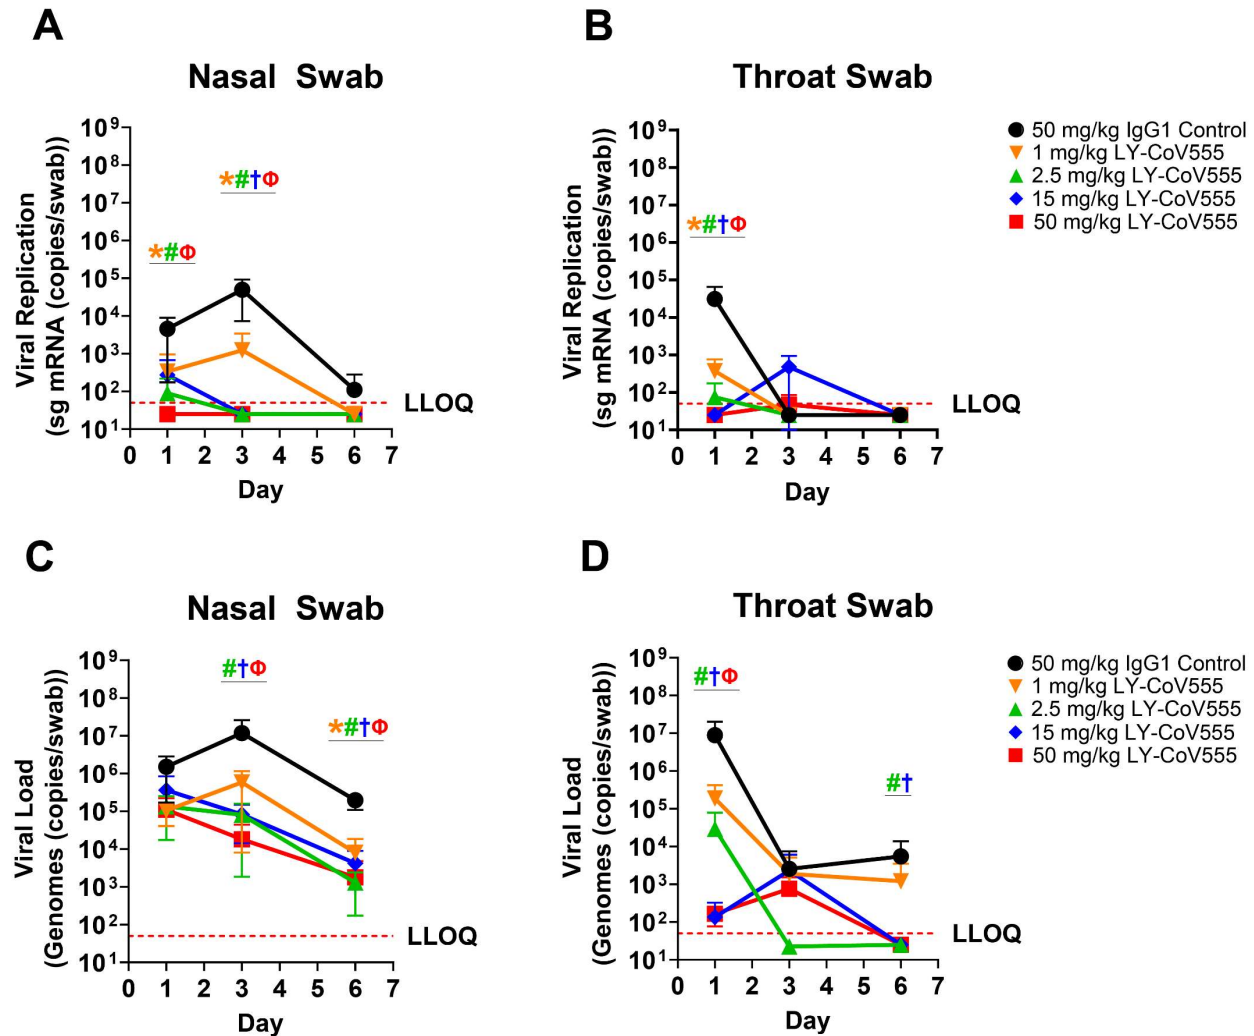 A
Nasal Swab
Viral Replication
(sg mRNA (copies/swab))
10⁹
10⁸
10⁷
10⁶
10⁵
10⁴
10³
10²
10¹
*#†Φ
*#Φ
LLOQ
0 1 2 3 4 5 6 7
Day
B
Throat Swab
Viral Replication
(sg mRNA (copies/swab))
10⁹
10⁸
10⁷
10⁶
10⁵
10⁴
10³
10²
10¹
*#†Φ
LLOQ
0 1 2 3 4 5 6 7
Day
50 mg/kg IgG1 Control
1 mg/kg LY-CoV555
2.5 mg/kg LY-CoV555
15 mg/kg LY-CoV555
50 mg/kg LY-CoV555
C
Nasal Swab
Viral Load
(Genomes (copies/swab))
10⁹
10⁸
10⁷
10⁶
10⁵
10⁴
10³
10²
10¹
#†Φ
*#†Φ
LLOQ
0 1 2 3 4 5 6 7
Day
D
Throat Swab
Viral Load
(Genomes (copies/swab))
10⁹
10⁸
10⁷
10⁶
10⁵
10⁴
10³
10²
10¹
#†Φ
#†
LLOQ
0 1 2 3 4 5 6 7
Day
50 mg/kg IgG1 Control
1 mg/kg LY-CoV555
2.5 mg/kg LY-CoV555
15 mg/kg LY-CoV555
50 mg/kg LY-CoV555